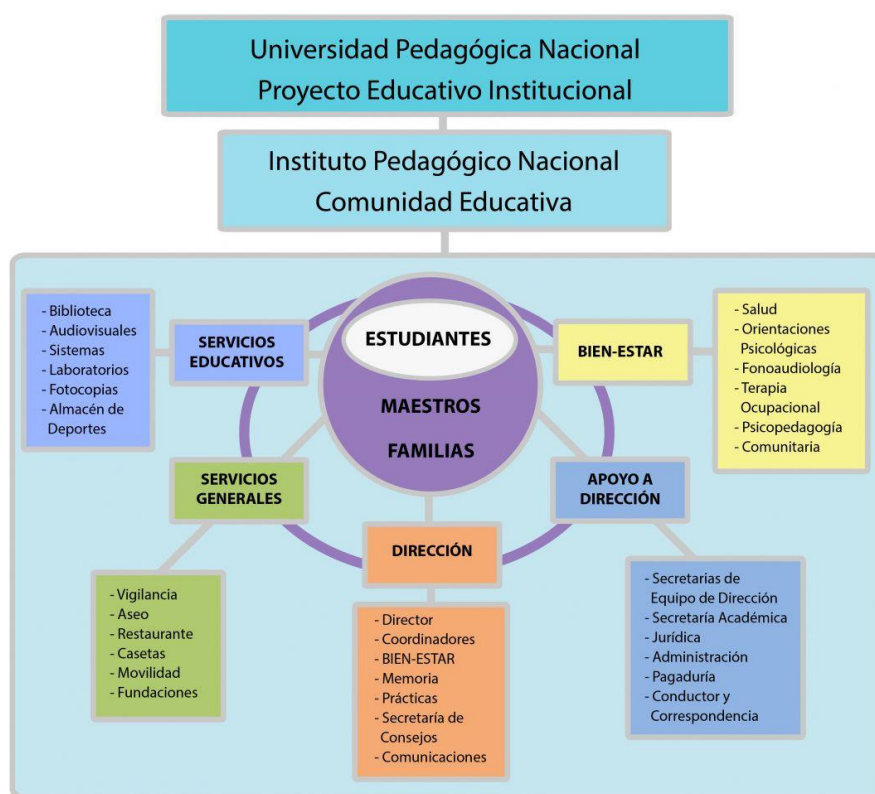 Universidad Pedagógica Nacional
Proyecto Educativo Institucional
Instituto Pedagógico Nacional
Comunidad Educativa
- Biblioteca
- Audiovisuales
- Sistemas
- Laboratorios
- Fotocopias
- Almacén de
Deportes
SERVICIOS
EDUCATIVOS
ESTUDIANTES
MAESTROS
FAMILIAS
BIEN-ESTAR
- Salud
- Orientaciones
Psicológicas
- Fonoaudiología
- Terapia
Ocupacional
- Psicopedagogía
- Comunitaria
SERVICIOS
GENERALES
- Vigilancia
- Aseo
- Restaurante
- Casetas
- Movilidad
- Fundaciones
DIRECCIÓN
- Director
- Coordinadores
- BIEN-ESTAR
- Memoria
- Prácticas
- Secretaría de
Consejos
- Comunicaciones
APOYO A
DIRECCIÓN
- Secretarias de
Equipo de Dirección
- Secretaría Académica
- Jurídica
- Administración
- Pagaduría
- Conductor y
Correspondencia